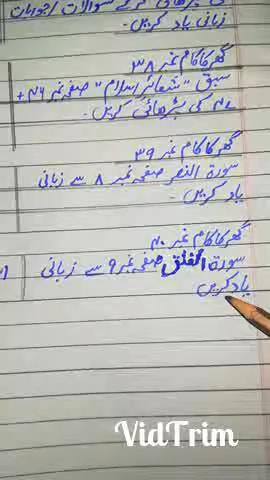 زبانی یاد کریں۔
گھر کا کام نمبر ۳۸
سبق "شعائر اسلام" صفحہ نمبر ۴۶ +
۴۷ کی پڑھائی کریں۔
گھر کا کام نمبر ۳۹
سورۃ النصر صفحہ نمبر ۸ سے زبانی
یاد کریں۔
گھر کا کام نمبر ۴۰
سورۃ الفلق صفحہ نمبر ۹ سے زبانی
یاد کریں
VidTrim